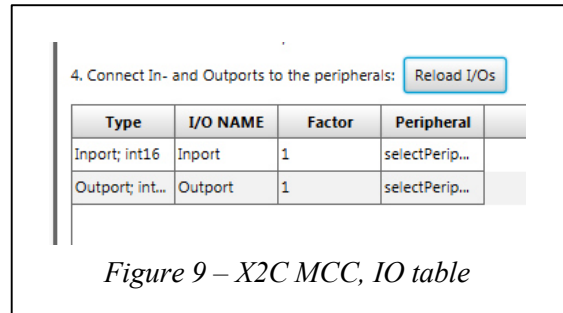 4. Connect In- and Outports to the peripherals: Reload I/Os
Type I/O NAME Factor Peripheral
Inport; int16 Inport 1 selectPerip...
Outport; int... Outport 1 selectPerip...
Figure 9 – X2C MCC, IO table